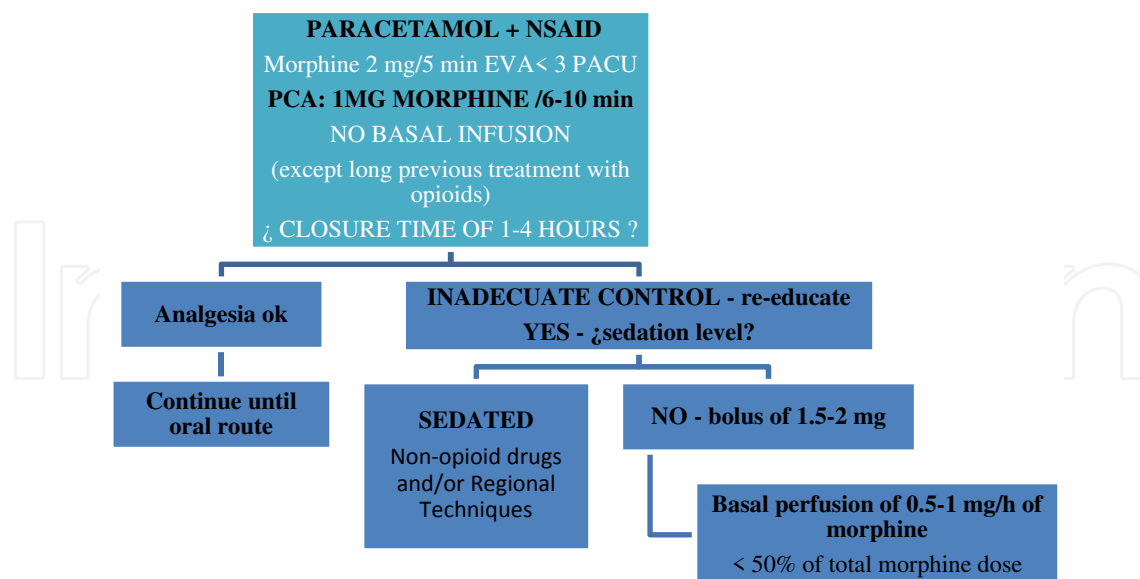 PARACETAMOL + NSAID
Morphine 2 mg/5 min EVA< 3 PACU
PCA: 1MG MORPHINE /6-10 min
NO BASAL INFUSION
(except long previous treatment with
opioids)
¿ CLOSURE TIME OF 1-4 HOURS ?
Analgesia ok
INADECUATE CONTROL - re-educate
YES - ¿sedation level?
Continue until
oral route
SEDATED
Non-opioid drugs
and/or Regional
Techniques
NO - bolus of 1.5-2 mg
Basal perfusion of 0.5-1 mg/h of
morphine
< 50% of total morphine dose